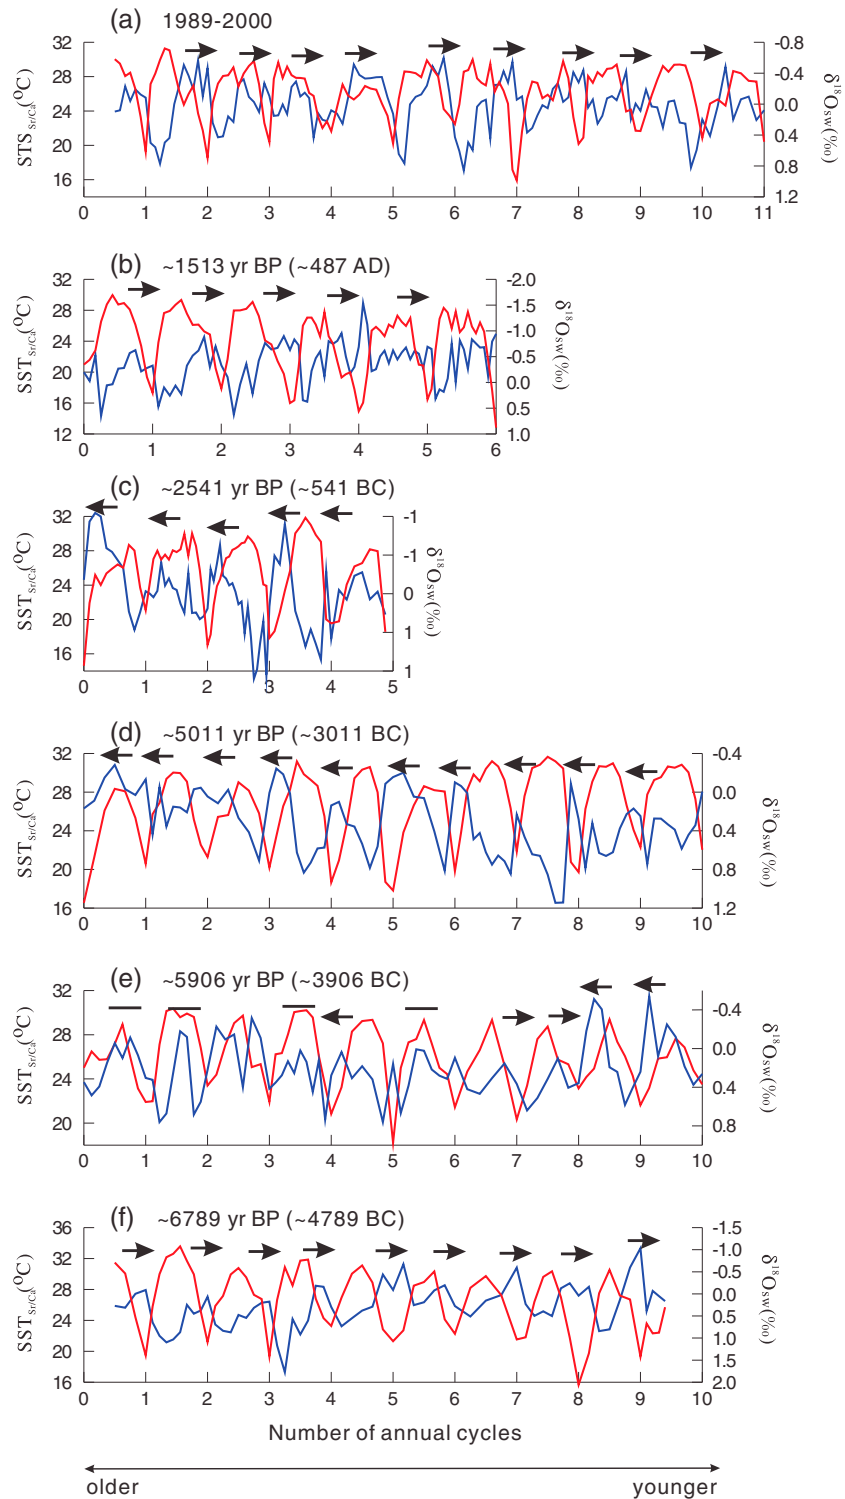 (a) 1989-2000
32
28
24
20
16
STS Sr/Ca (⁰C)
-0.8
-0.4
0.0
0.4
0.8
1.2
δ¹⁸Osw(‰)
0 1 2 3 4 5 6 7 8 9 10 11
(b) ~1513 yr BP (~487 AD)
32
28
24
20
16
12
SST Sr/Ca (⁰C)
-2.0
-1.5
-1.0
-0.5
0.0
0.5
1.0
δ¹⁸Osw(‰)
0 1 2 3 4 5 6
(c) ~2541 yr BP (~541 BC)
32
28
24
20
16
SST Sr/Ca (⁰C)
-1
-1
0
1
1
δ¹⁸Osw(‰)
0 1 2 3 4 5
(d) ~5011 yr BP (~3011 BC)
32
28
24
20
16
SST Sr/Ca (⁰C)
-0.4
0.0
0.4
0.8
1.2
δ¹⁸Osw(‰)
0 1 2 3 4 5 6 7 8 9 10
(e) ~5906 yr BP (~3906 BC)
32
28
24
20
SST Sr/Ca (⁰C)
-0.4
0.0
0.4
0.8
δ¹⁸Osw(‰)
0 1 2 3 4 5 6 7 8 9 10
(f) ~6789 yr BP (~4789 BC)
36
32
28
24
20
16
SST Sr/Ca (⁰C)
-1.5
-1.0
-0.5
0.0
0.5
1.0
1.5
2.0
δ¹⁸Osw(‰)
0 1 2 3 4 5 6 7 8 9 10
Number of annual cycles
older younger